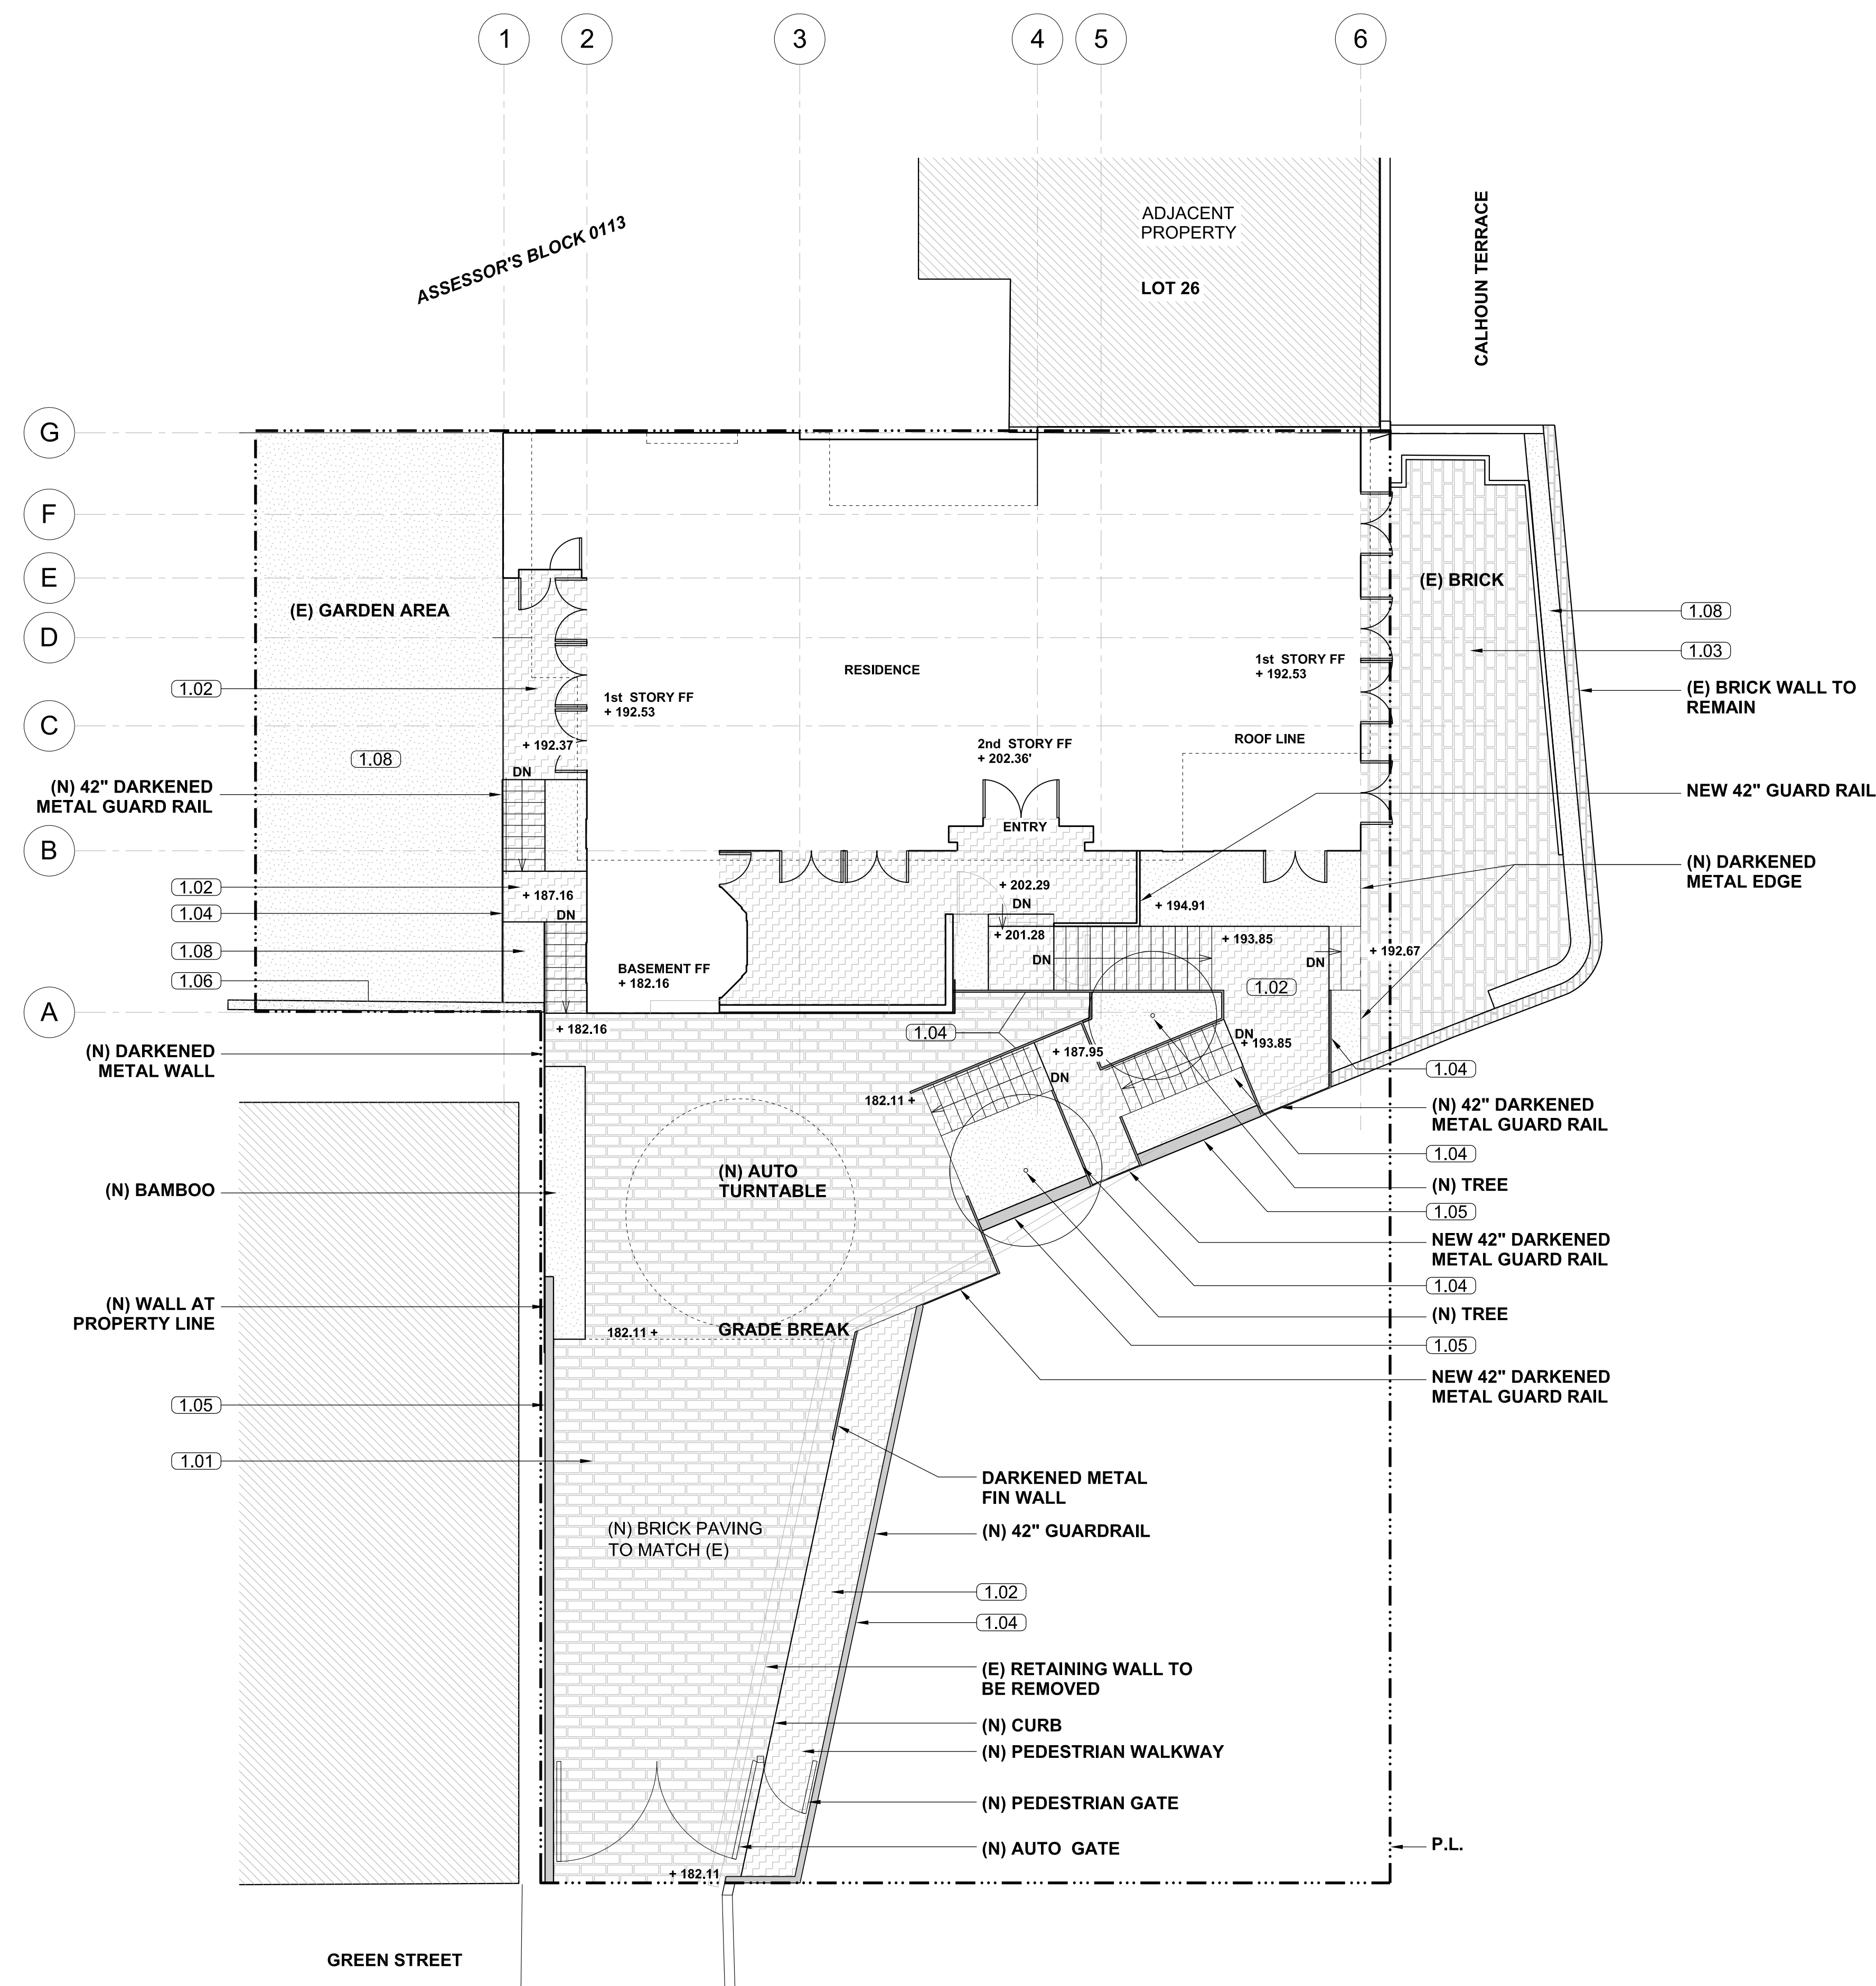 1
2
3
4
5
6
ADJACENT
PROPERTY
LOT 26
CALHOUN TERRACE
ASSESSOR'S BLOCK 0113
G
F
E
D
C
B
A
(E) GARDEN AREA
1.02
1.08
(N) 42" DARKENED
METAL GUARD RAIL
1.02
1.04
1.08
1.06
(N) DARKENED
METAL WALL
(N) BAMBOO
(N) WALL AT
PROPERTY LINE
1.05
1.01
RESIDENCE
1st STORY FF
+ 192.53
1st STORY FF
+ 192.53
2nd STORY FF
+ 202.36'
ROOF LINE
ENTRY
+ 192.37
DN
+ 187.16
DN
BASEMENT FF
+ 182.16
+ 182.16
+ 202.29
DN
+ 201.28
DN
+ 194.91
+ 193.85
DN
+ 192.67
1.02
1.04
+ 187.95
DN
DN
+ 193.85
182.11 +
(N) AUTO
TURNTABLE
182.11 +
GRADE BREAK
(N) BRICK PAVING
TO MATCH (E)
+ 182.11
(E) BRICK
1.08
1.03
(E) BRICK WALL TO
REMAIN
NEW 42" GUARD RAIL
(N) DARKENED
METAL EDGE
1.04
(N) 42" DARKENED
METAL GUARD RAIL
1.04
(N) TREE
1.05
NEW 42" DARKENED
METAL GUARD RAIL
1.04
(N) TREE
1.05
NEW 42" DARKENED
METAL GUARD RAIL
DARKENED METAL
FIN WALL
(N) 42" GUARDRAIL
1.02
1.04
(E) RETAINING WALL TO
BE REMOVED
(N) CURB
(N) PEDESTRIAN WALKWAY
(N) PEDESTRIAN GATE
(N) AUTO GATE
P.L.
GREEN STREET